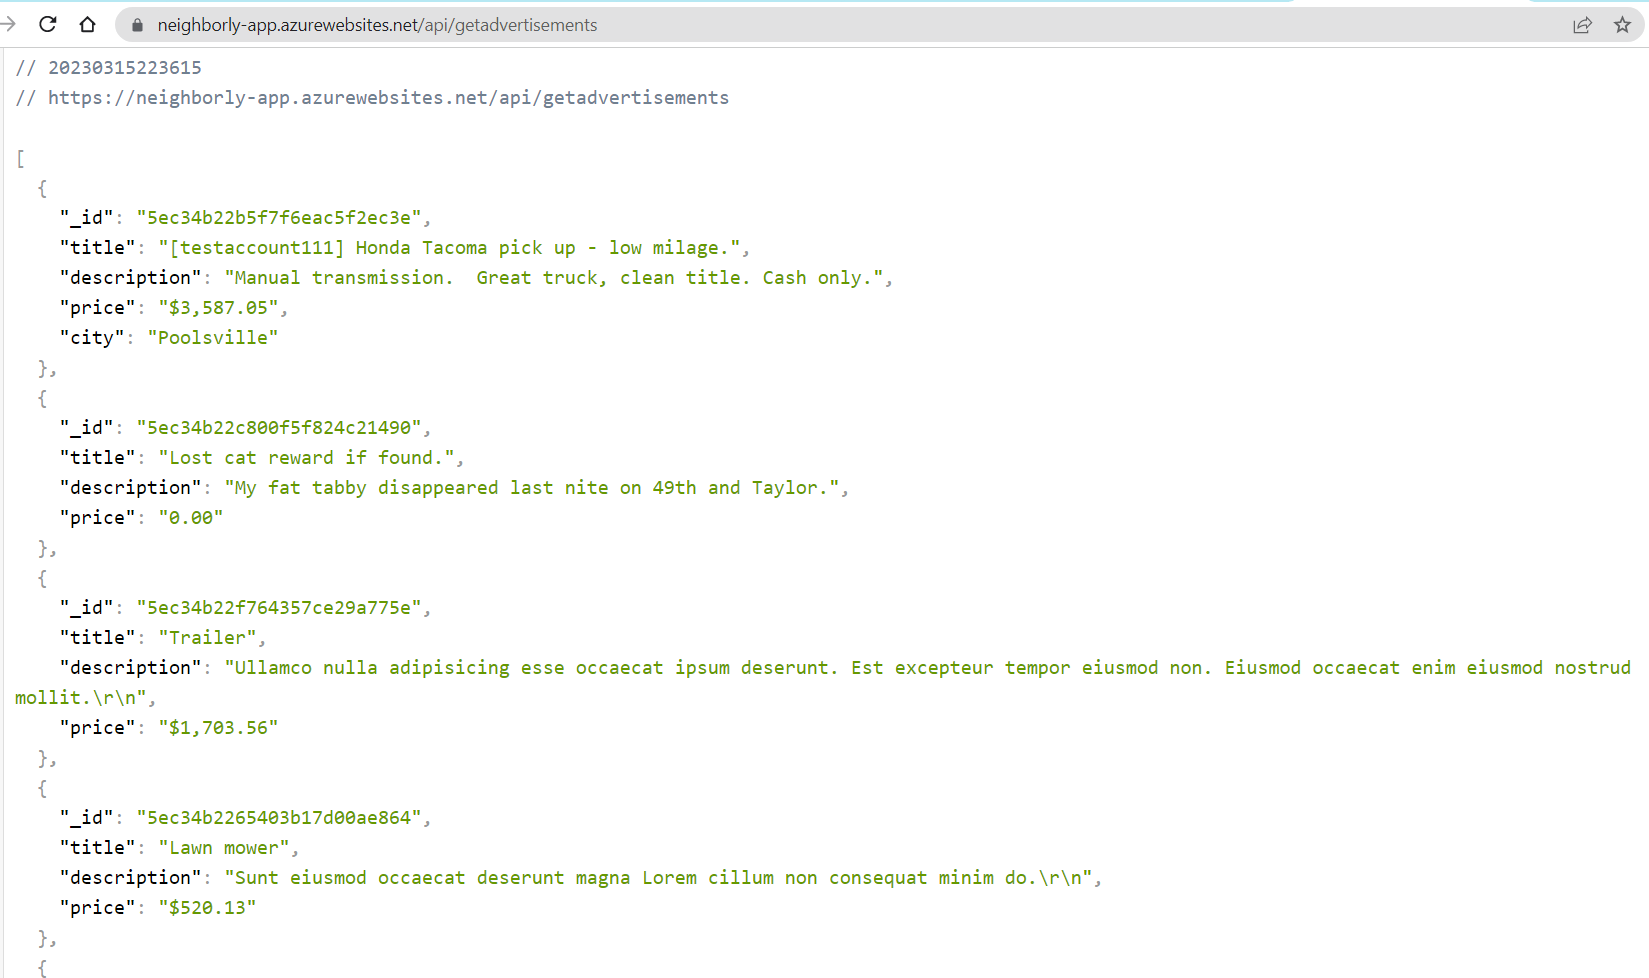 neighborly-app.azurewebsites.net/api/getadvertisements
// 20230315223615
// https://neighborly-app.azurewebsites.net/api/getadvertisements
[
{
"_id": "5ec34b22b5f7f6eac5f2ec3e",
"title": "[testaccount111] Honda Tacoma pick up - low milage.",
"description": "Manual transmission.  Great truck, clean title. Cash only.",
"price": "$3,587.05",
"city": "Poolsville"
},
{
"_id": "5ec34b22c800f5f824c21490",
"title": "Lost cat reward if found.",
"description": "My fat tabby disappeared last nite on 49th and Taylor.",
"price": "0.00"
},
{
"_id": "5ec34b22f764357ce29a775e",
"title": "Trailer",
"description": "Ullamco nulla adipisicing esse occaecat ipsum deserunt. Est excepteur tempor eiusmod non. Eiusmod occaecat enim eiusmod nostrud
mollit.\r\n",
"price": "$1,703.56"
},
{
"_id": "5ec34b2265403b17d00ae864",
"title": "Lawn mower",
"description": "Sunt eiusmod occaecat deserunt magna Lorem cillum non consequat minim do.\r\n",
"price": "$520.13"
},
{